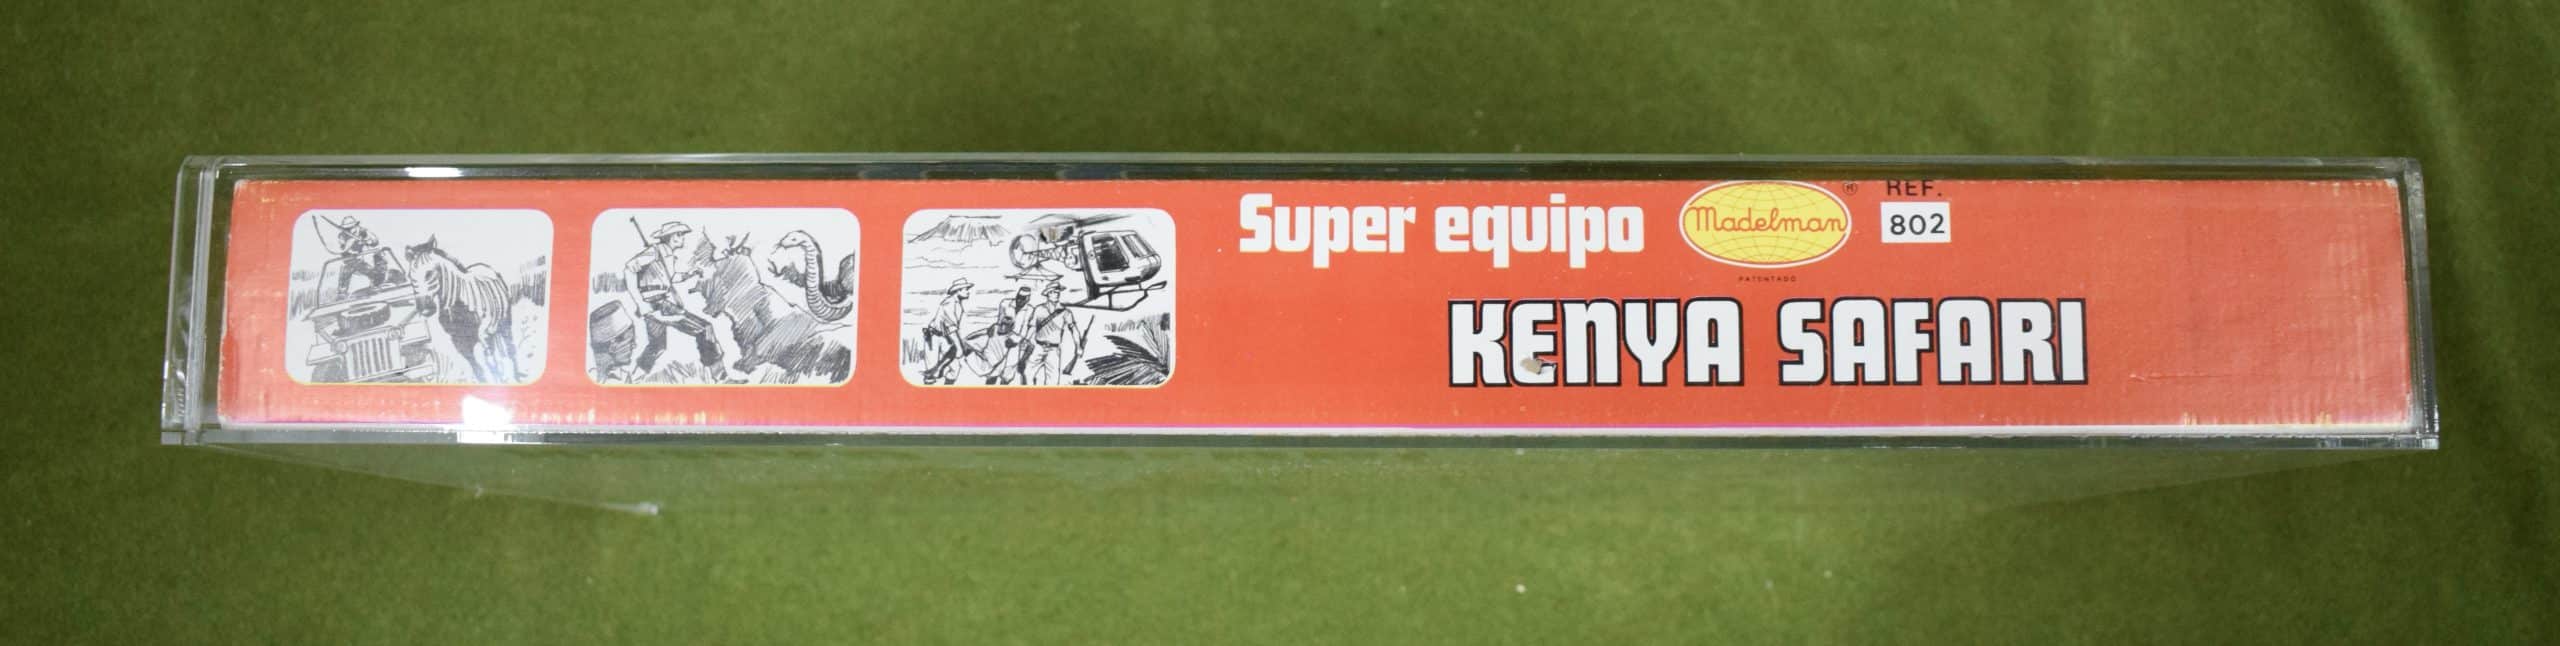 Super equipo
Madelman ®
PATENTADO
REF.
802
KENYA SAFARI